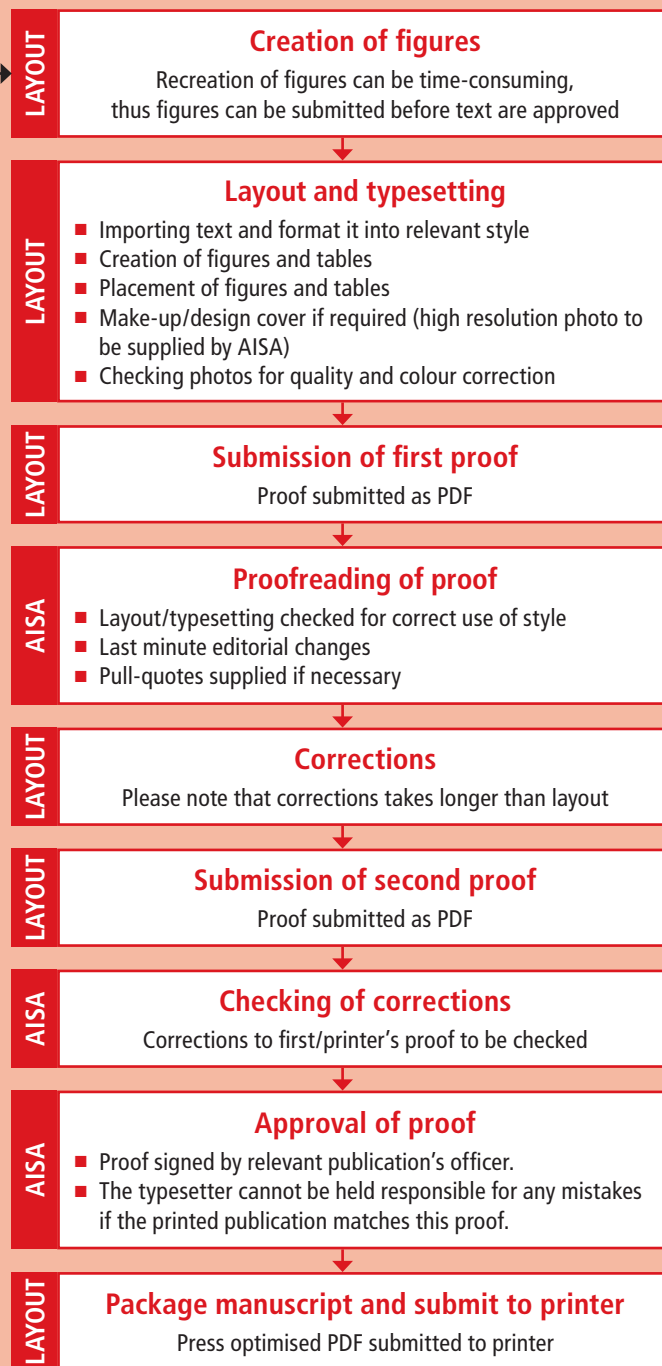 LAYOUT
Creation of figures
Recreation of figures can be time-consuming,
thus figures can be submitted before text are approved
LAYOUT
Layout and typesetting
■ Importing text and format it into relevant style
■ Creation of figures and tables
■ Placement of figures and tables
■ Make-up/design cover if required (high resolution photo to
be supplied by AISA)
■ Checking photos for quality and colour correction
LAYOUT
Submission of first proof
Proof submitted as PDF
AISA
Proofreading of proof
■ Layout/typesetting checked for correct use of style
■ Last minute editorial changes
■ Pull-quotes supplied if necessary
LAYOUT
Corrections
Please note that corrections takes longer than layout
LAYOUT
Submission of second proof
Proof submitted as PDF
AISA
Checking of corrections
Corrections to first/printer’s proof to be checked
AISA
Approval of proof
■ Proof signed by relevant publication’s officer.
■ The typesetter cannot be held responsible for any mistakes
if the printed publication matches this proof.
LAYOUT
Package manuscript and submit to printer
Press optimised PDF submitted to printer